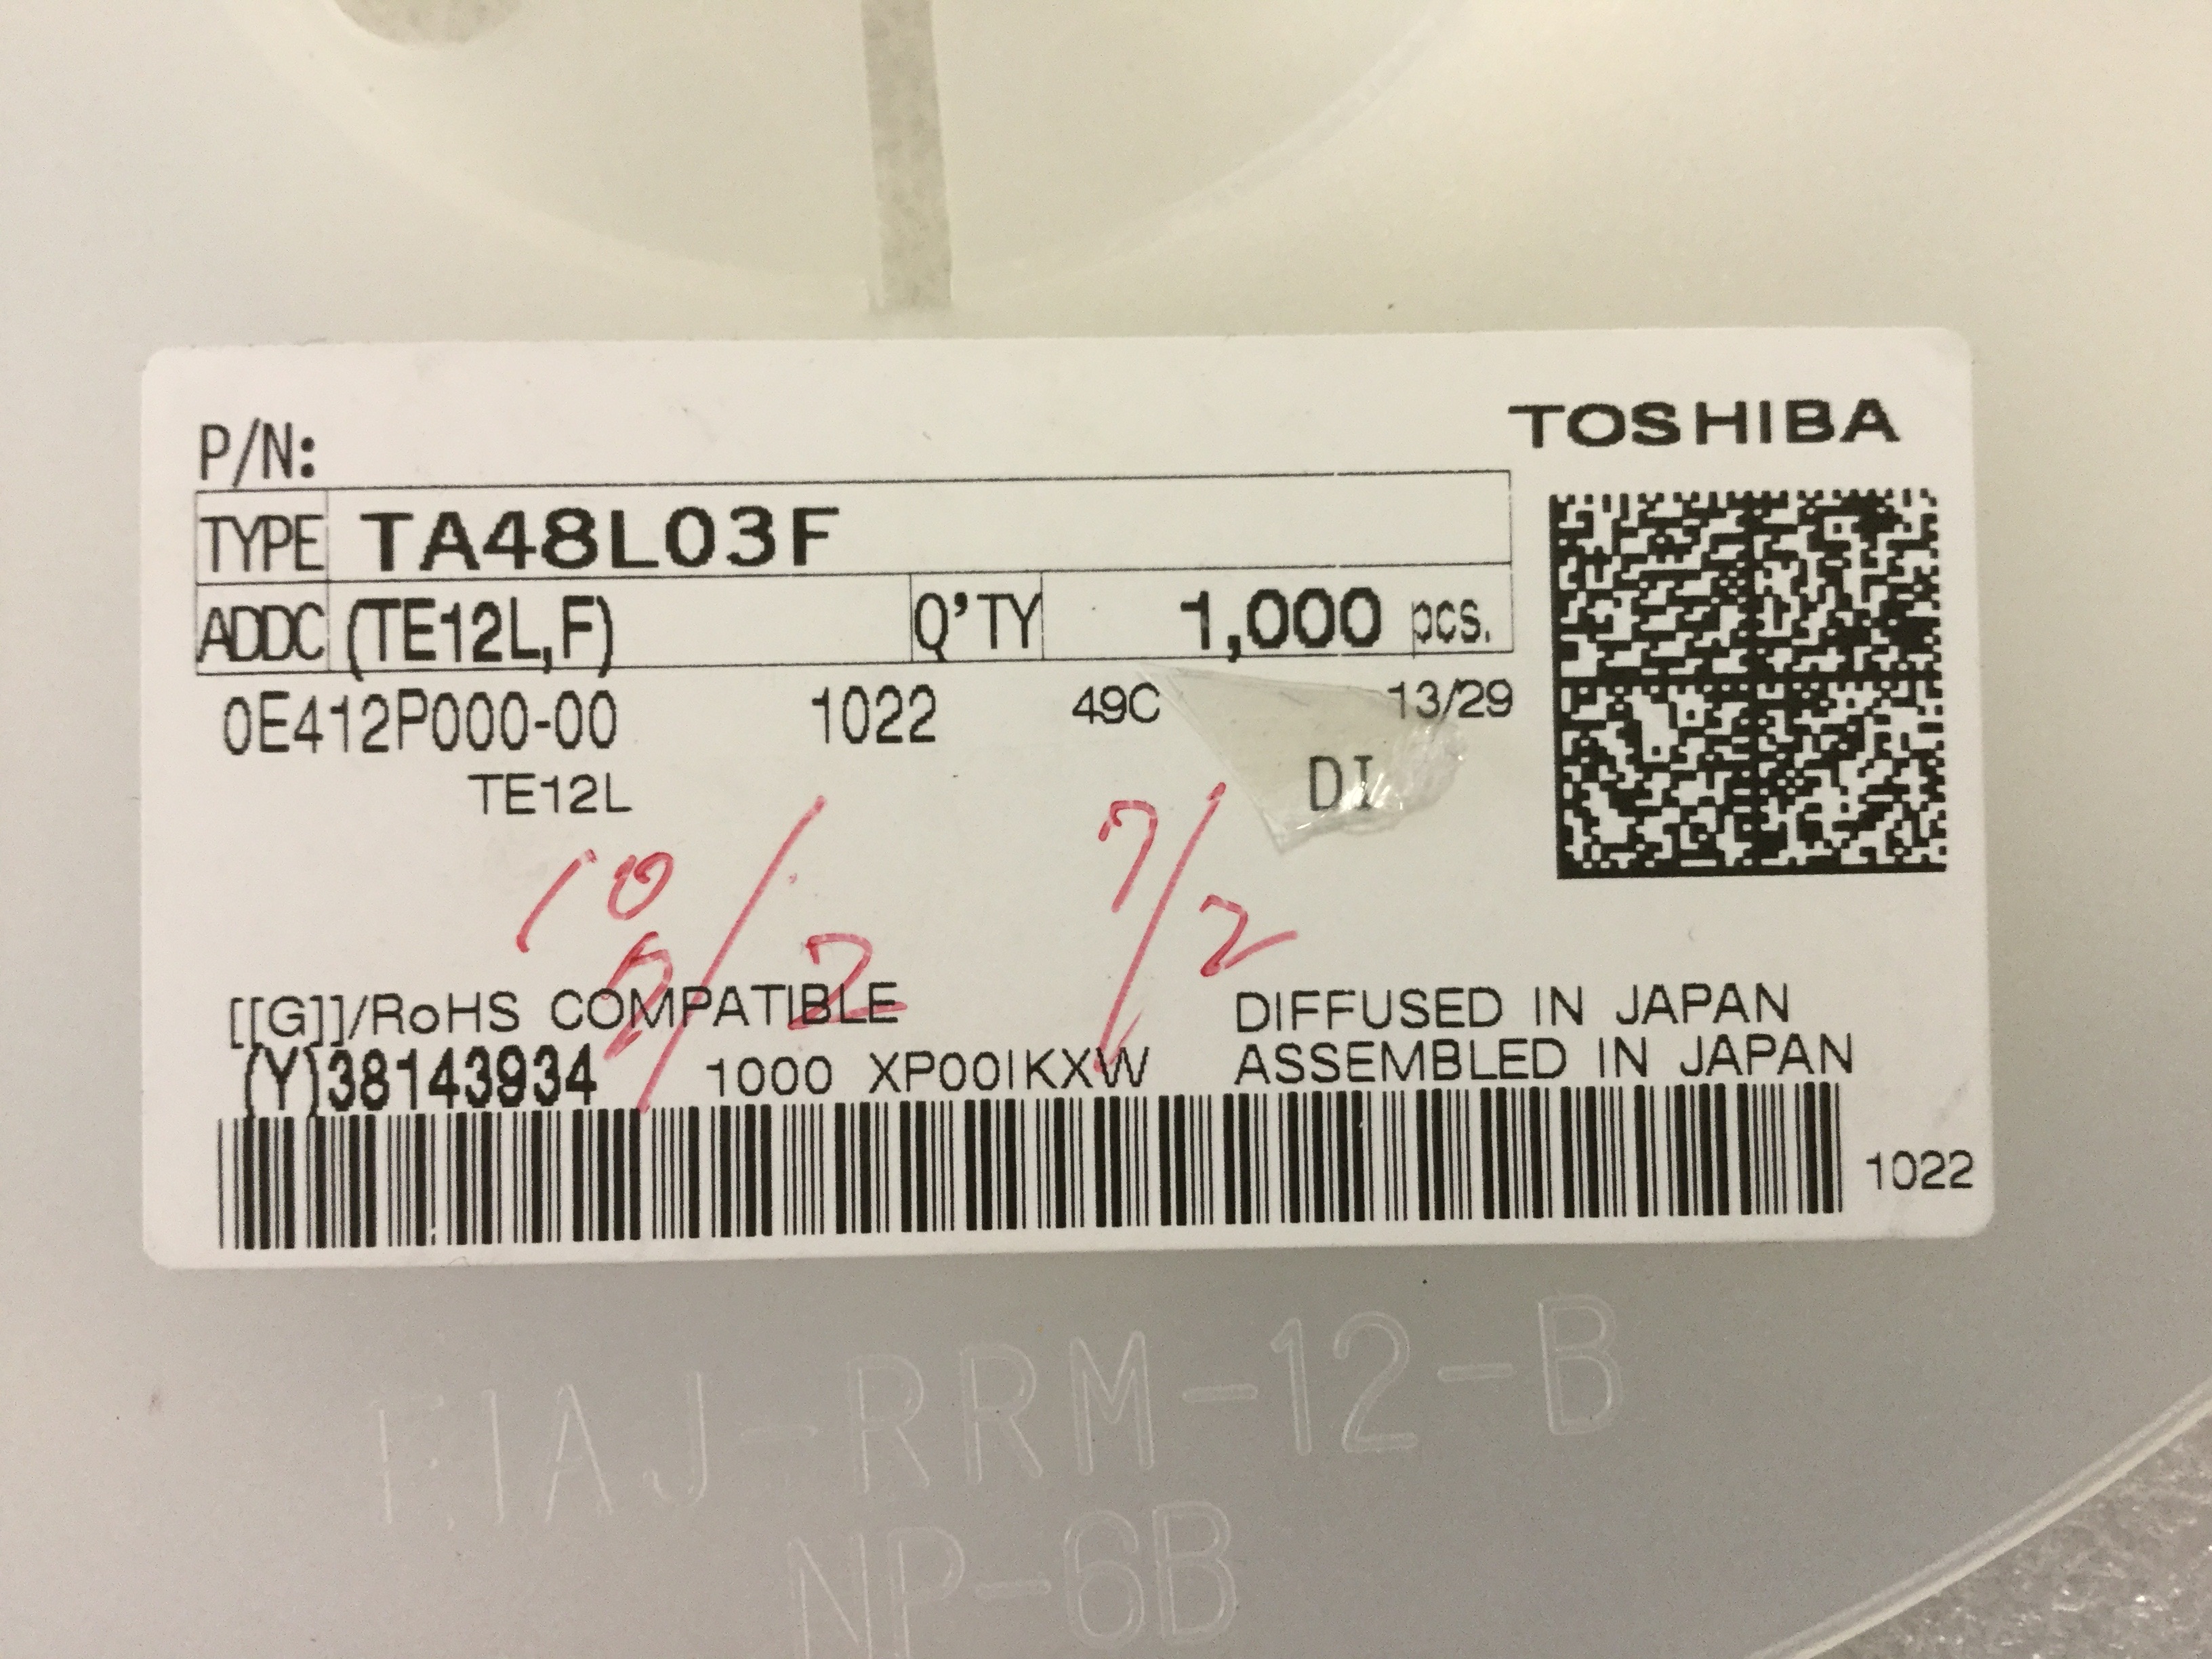 TOSHIBA
P/N:
TYPE TA48L03F
ADDC (TE12L,F) Q'TY 1,000 pcs.
0E412P000-00 1022 49C 13/29
TE12L DI
10 / 2
7/2
[[G]]/RoHS COMPATIBLE DIFFUSED IN JAPAN
(Y)38143934 1000 XP00IKXW ASSEMBLED IN JAPAN
1022
EIAJ-RRM-12-B
NP-6B